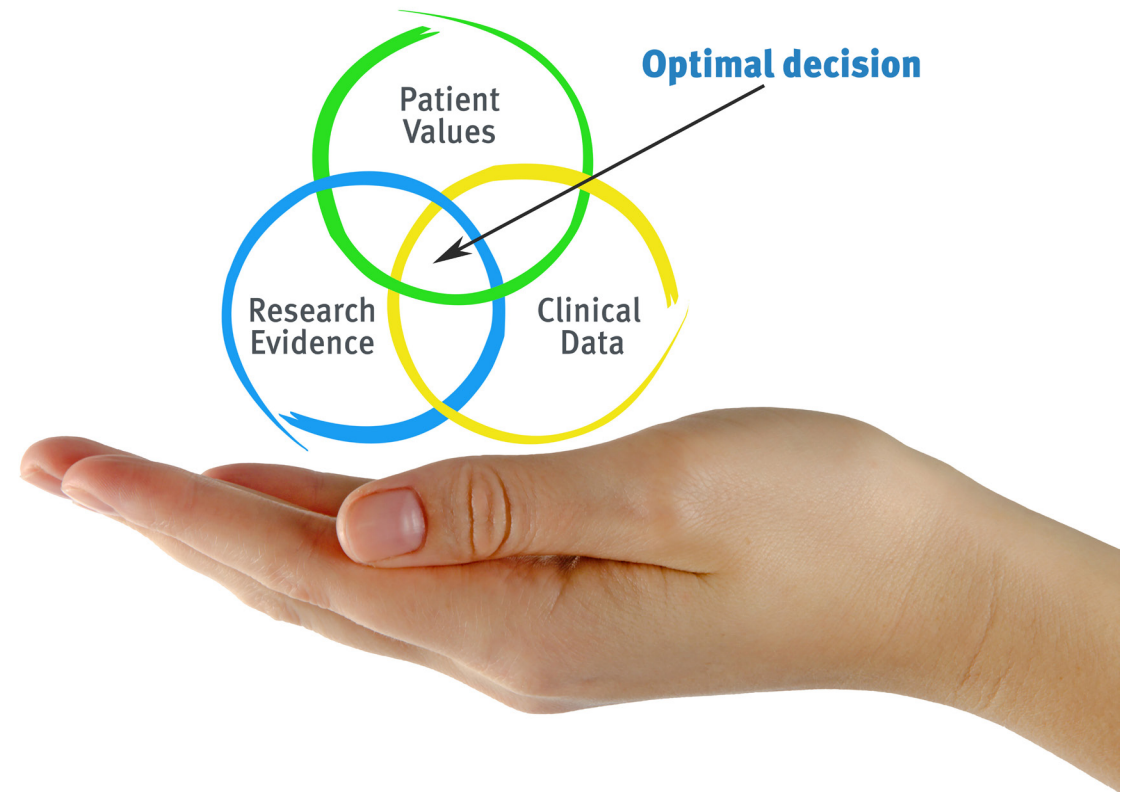 Optimal decision
Patient
Values
Research
Evidence
Clinical
Data